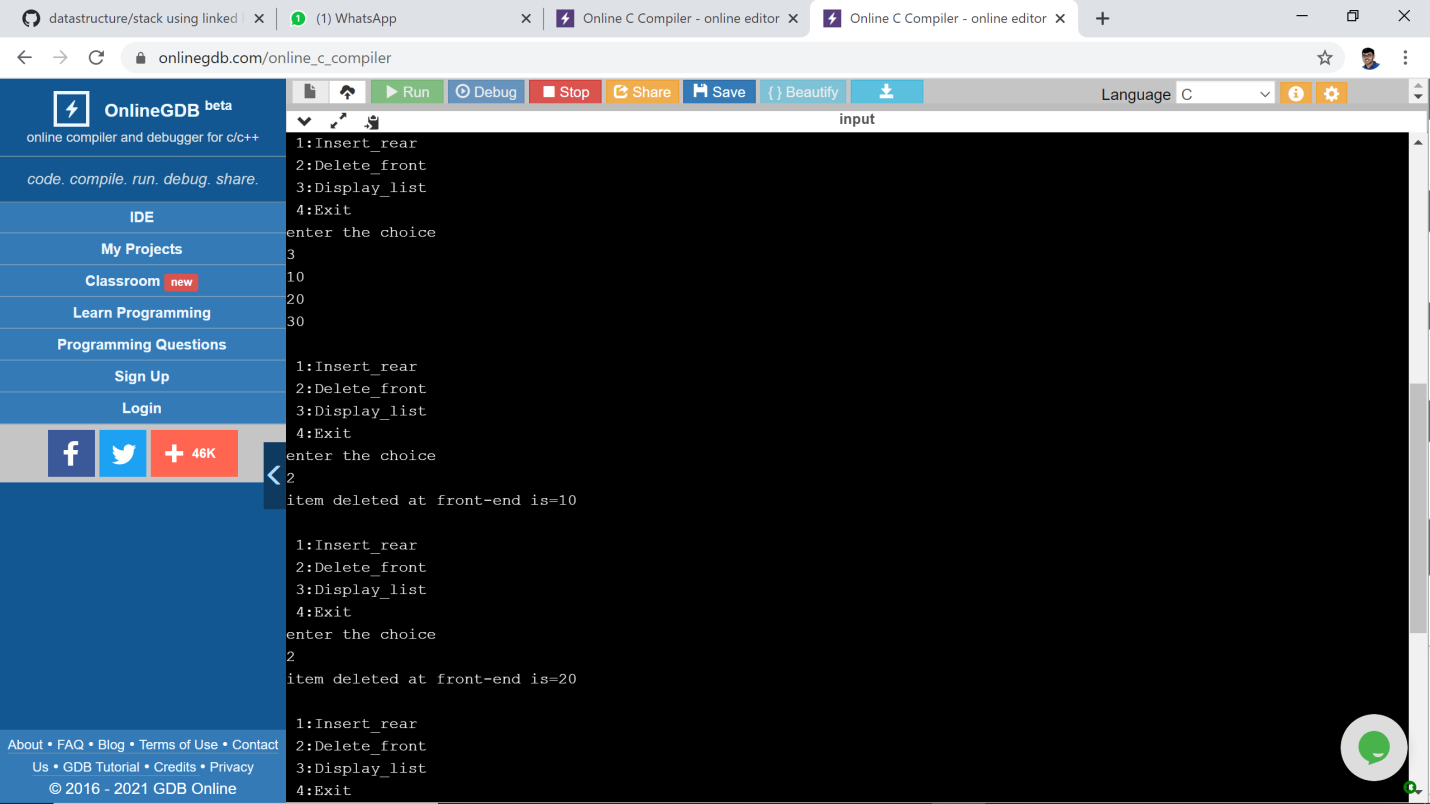 datastructure/stack using linked
(1) WhatsApp
Online C Compiler - online editor
Online C Compiler - online editor
onlinegdb.com/online_c_compiler
OnlineGDB beta
online compiler and debugger for c/c++
code. compile. run. debug. share.
IDE
My Projects
Classroom new
Learn Programming
Programming Questions
Sign Up
Login
46K
About • FAQ • Blog • Terms of Use • Contact
Us • GDB Tutorial • Credits • Privacy
© 2016 - 2021 GDB Online
Run Debug Stop Share Save { } Beautify
Language C
input
1:Insert_rear
2:Delete_front
3:Display_list
4:Exit
enter the choice
3
10
20
30
1:Insert_rear
2:Delete_front
3:Display_list
4:Exit
enter the choice
2
item deleted at front-end is=10
1:Insert_rear
2:Delete_front
3:Display_list
4:Exit
enter the choice
2
item deleted at front-end is=20
1:Insert_rear
2:Delete_front
3:Display_list
4:Exit